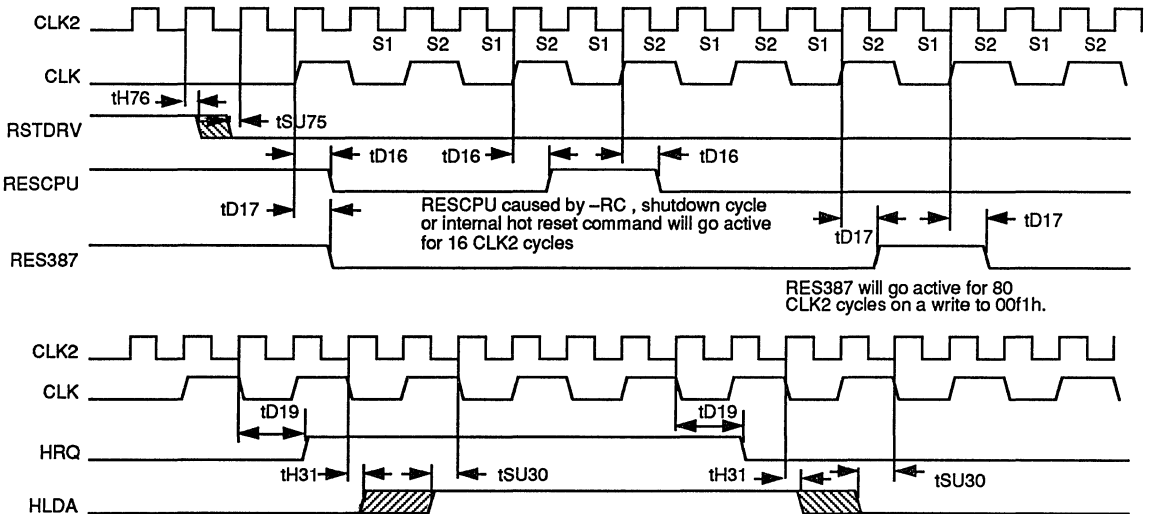 CLK2
S1 S2 S1 S2 S1 S2 S1 S2 S1 S2 S1 S2 S1 S2
CLK
tH76
tSU75
RSTDRV
tD16 tD16 tD16
RESCPU
tD17
RESCPU caused by –RC , shutdown cycle
or internal hot reset command will go active
for 16 CLK2 cycles
tD17 tD17
RES387
RES387 will go active for 80
CLK2 cycles on a write to 00f1h.
CLK2
CLK
tD19 tD19
HRQ
tH31 tSU30 tH31 tSU30
HLDA